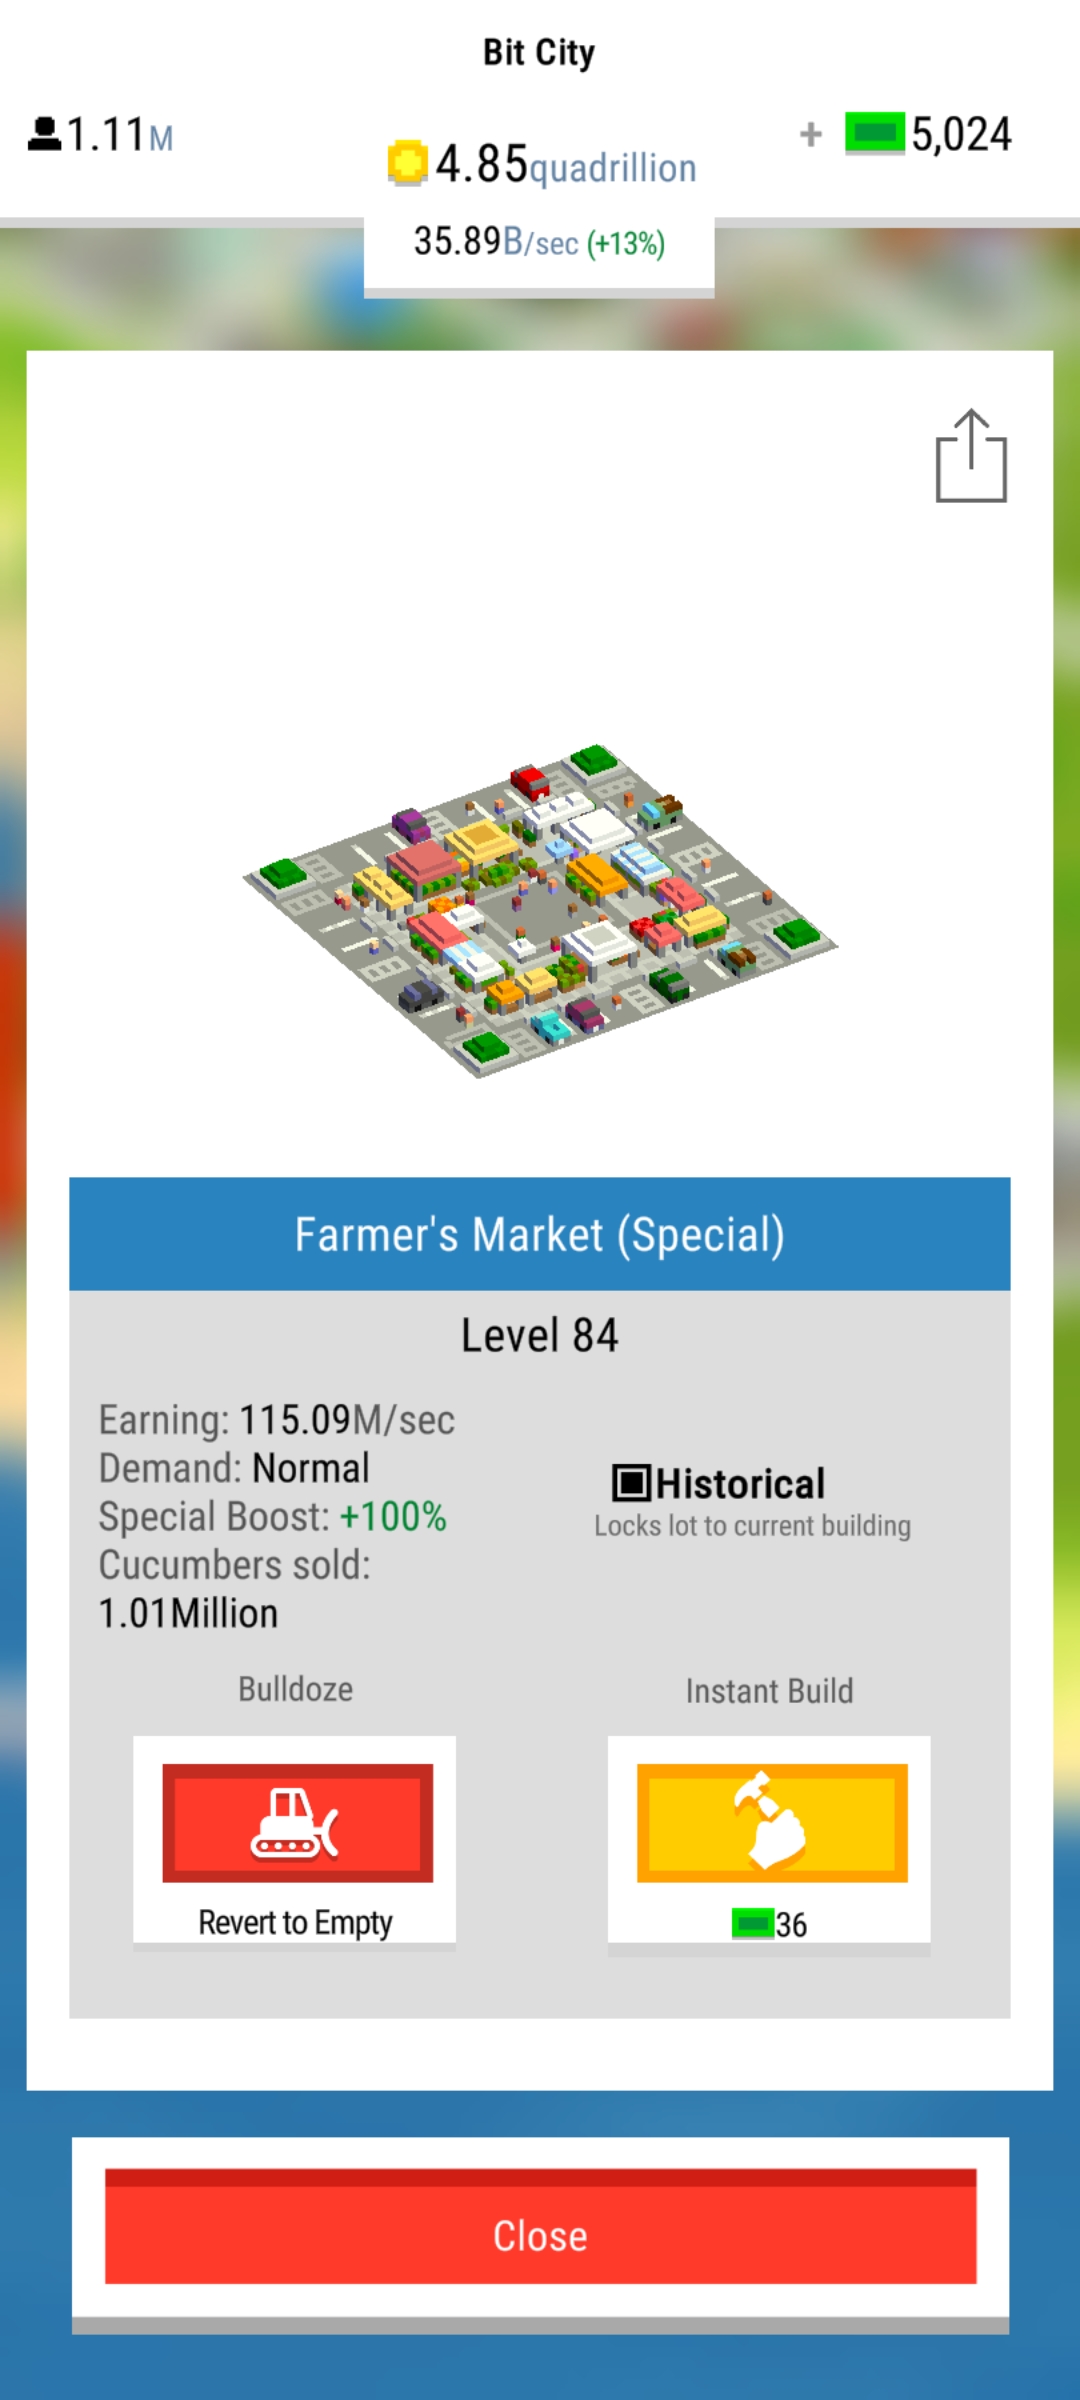 Bit City
1.11M
4.85quadrillion
+ 5,024
35.89B/sec (+13%)
Farmer's Market (Special)
Level 84
Earning: 115.09M/sec
Demand: Normal
Special Boost: +100%
Cucumbers sold:
1.01Million
Historical
Locks lot to current building
Bulldoze
Revert to Empty
Instant Build
36
Close